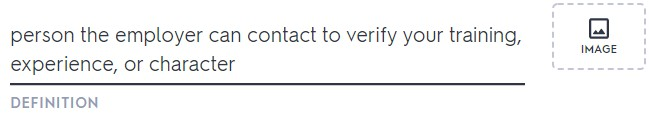 person the employer can contact to verify your training,
experience, or character
IMAGE
DEFINITION